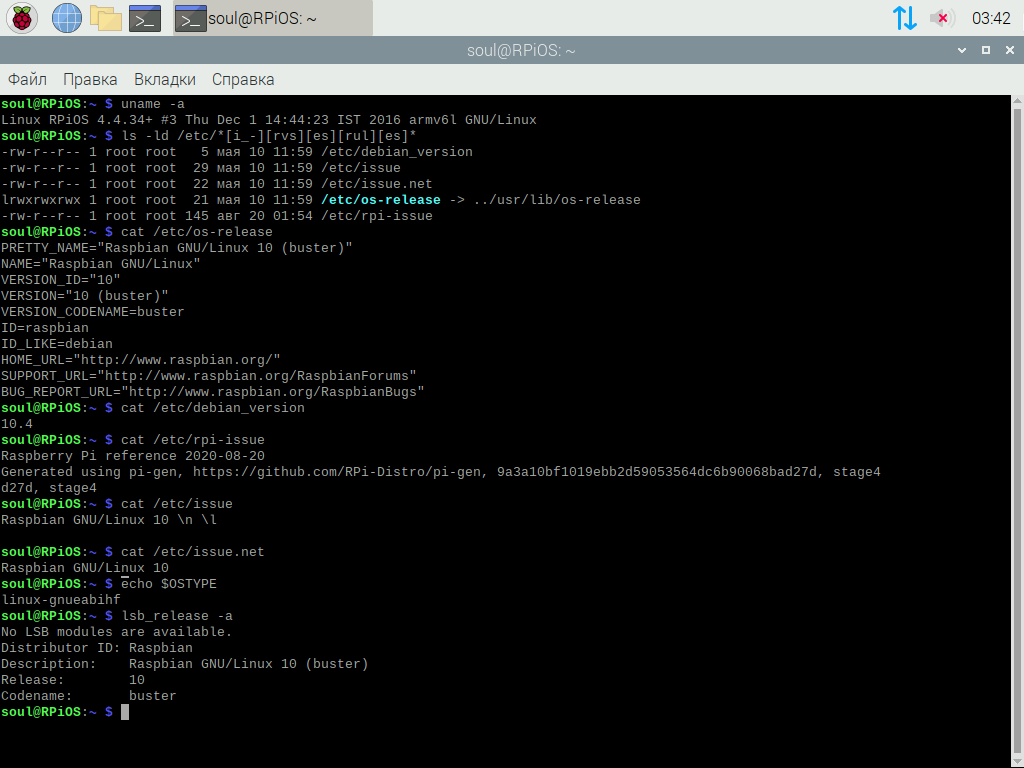 soul@RPiOS: ~
03:42
soul@RPiOS: ~
Файл Правка Вкладки Справка
soul@RPiOS:~ $ uname -a
Linux RPiOS 4.4.34+ #3 Thu Dec 1 14:44:23 IST 2016 armv6l GNU/Linux
soul@RPiOS:~ $ ls -ld /etc/*[i_-][rvs][es][rul][es]*
-rw-r--r-- 1 root root   5 мая 10 11:59 /etc/debian_version
-rw-r--r-- 1 root root  29 мая 10 11:59 /etc/issue
-rw-r--r-- 1 root root  22 мая 10 11:59 /etc/issue.net
lrwxrwxrwx 1 root root  21 мая 10 11:59 /etc/os-release -> ../usr/lib/os-release
-rw-r--r-- 1 root root 145 авг 20 01:54 /etc/rpi-issue
soul@RPiOS:~ $ cat /etc/os-release
PRETTY_NAME="Raspbian GNU/Linux 10 (buster)"
NAME="Raspbian GNU/Linux"
VERSION_ID="10"
VERSION="10 (buster)"
VERSION_CODENAME=buster
ID=raspbian
ID_LIKE=debian
HOME_URL="http://www.raspbian.org/"
SUPPORT_URL="http://www.raspbian.org/RaspbianForums"
BUG_REPORT_URL="http://www.raspbian.org/RaspbianBugs"
soul@RPiOS:~ $ cat /etc/debian_version
10.4
soul@RPiOS:~ $ cat /etc/rpi-issue
Raspberry Pi reference 2020-08-20
Generated using pi-gen, https://github.com/RPi-Distro/pi-gen, 9a3a10bf1019ebb2d59053564dc6b90068bad27d, stage4
d27d, stage4
soul@RPiOS:~ $ cat /etc/issue
Raspbian GNU/Linux 10 \n \l
soul@RPiOS:~ $ cat /etc/issue.net
Raspbian GNU/Linux 10
soul@RPiOS:~ $ echo $OSTYPE
linux-gnueabihf
soul@RPiOS:~ $ lsb_release -a
No LSB modules are available.
Distributor ID: Raspbian
Description:    Raspbian GNU/Linux 10 (buster)
Release:        10
Codename:       buster
soul@RPiOS:~ $